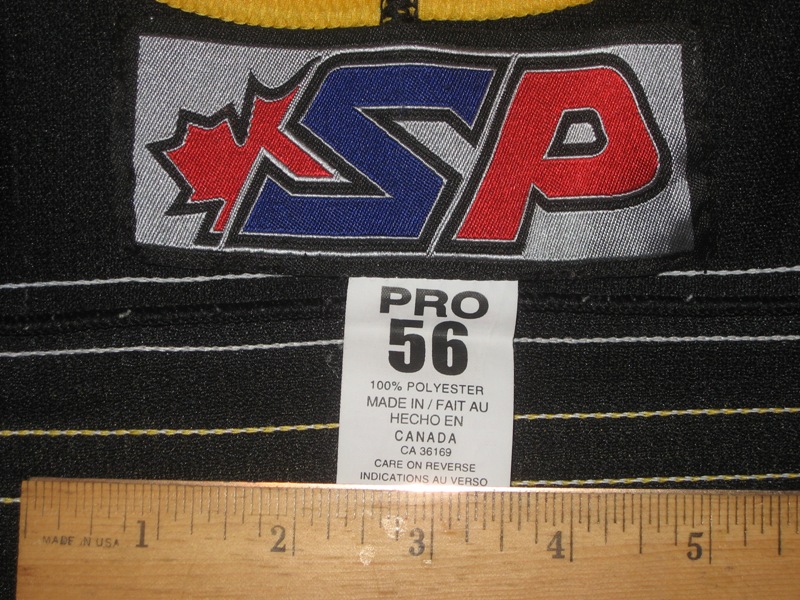 SP
PRO
56
100% POLYESTER
MADE IN / FAIT AU
HECHO EN
CANADA
CA 36169
CARE ON REVERSE
INDICATIONS AU VERSO
MADE IN USA 1 2 3 4 5